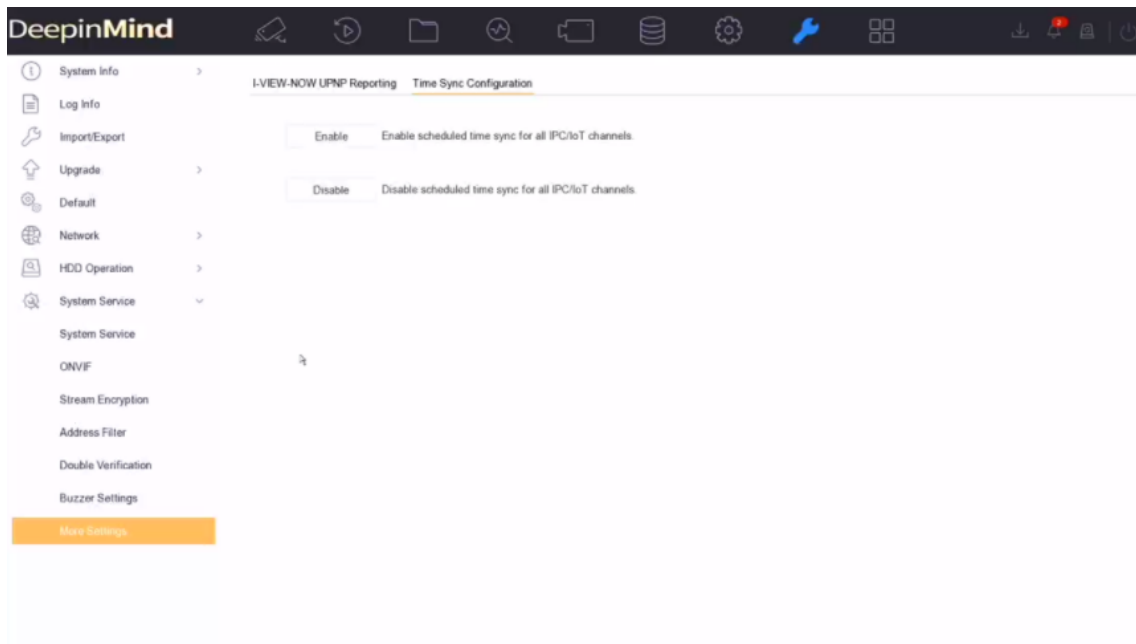 DeepinMind
2
System Info
Log Info
Import/Export
Upgrade
Default
Network
HDD Operation
System Service
System Service
ONVIF
Stream Encryption
Address Filter
Double Verification
Buzzer Settings
More Settings
I-VIEW-NOW UPNP Reporting Time Sync Configuration
Enable Enable scheduled time sync for all IPC/IoT channels.
Disable Disable scheduled time sync for all IPC/IoT channels.